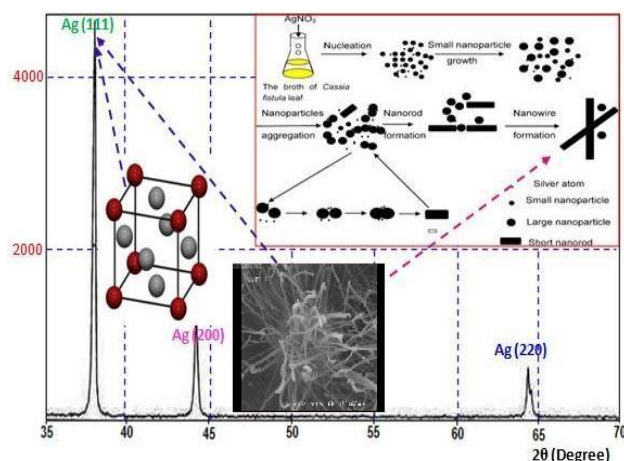 Ag (111)
AgNO₃
Nucleation
Small nanoparticle
growth
The broth of Cassia
fistula leaf
4000
Nanoparticles
aggregation
Nanorod
formation
Nanowire
formation
Silver atom
Small nanoparticle
Large nanoparticle
Short nanorod
2000
Ag (200)
Ag (220)
35 40 45 50 55 60 65 70
2θ (Degree)